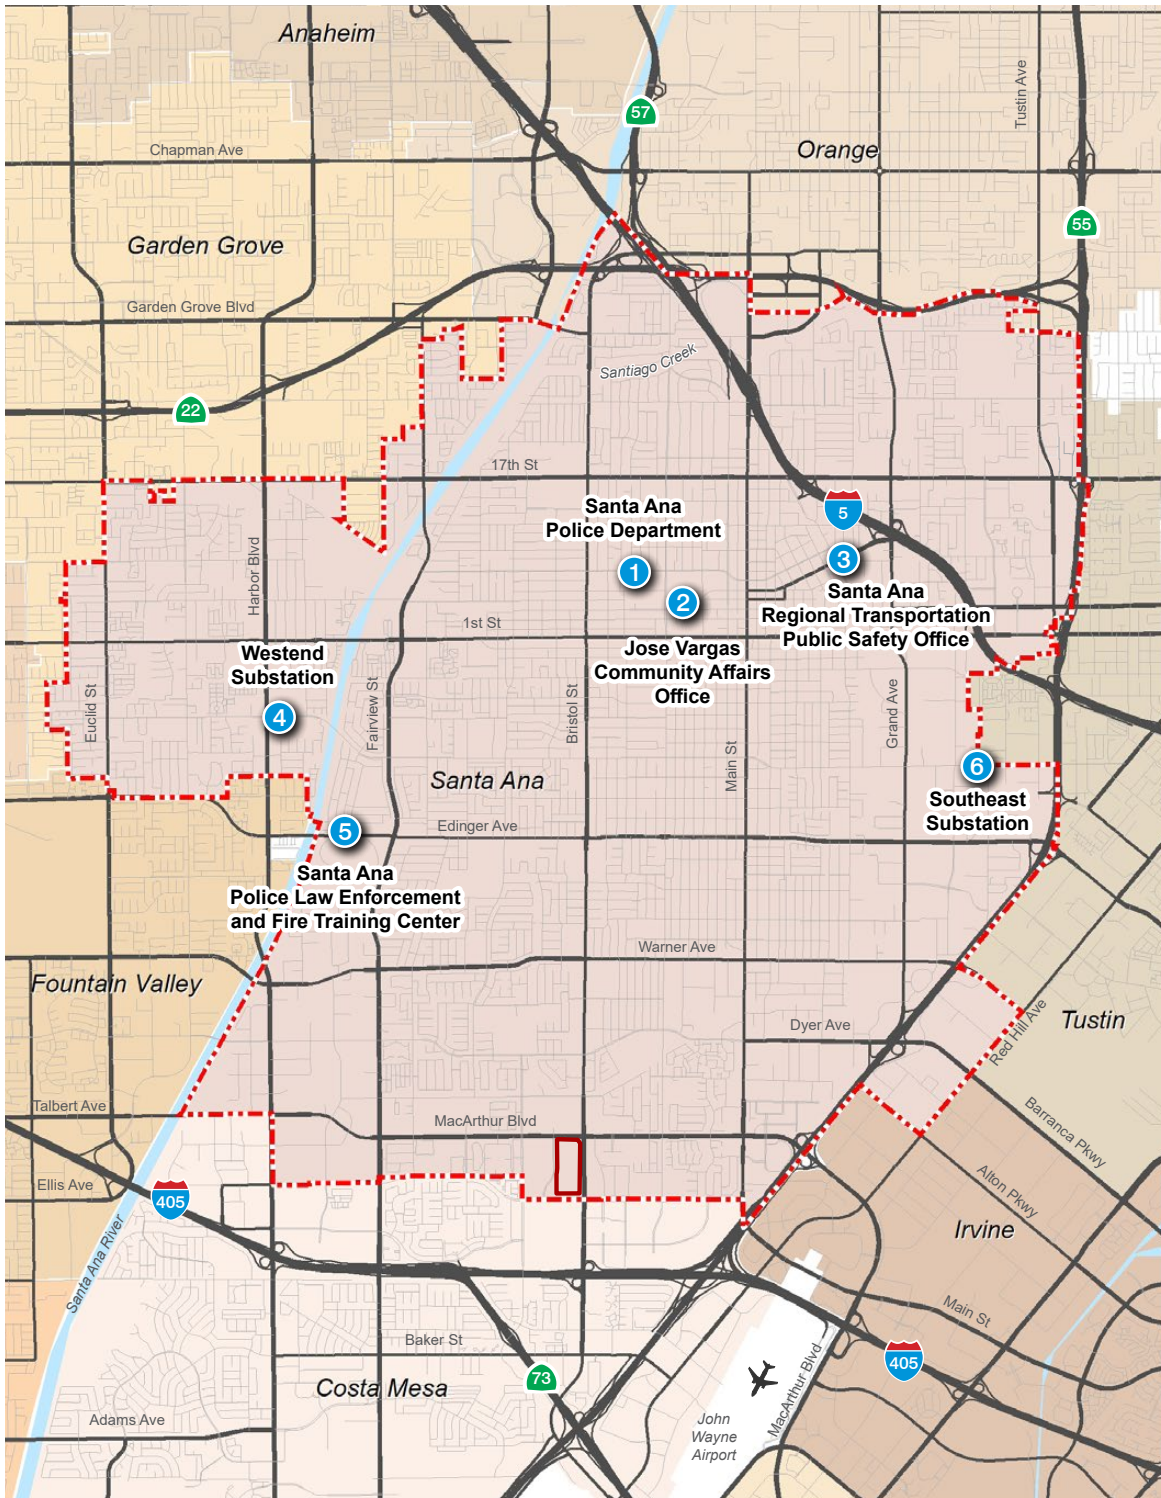 Anaheim
57
Tustin Ave
Chapman Ave
Orange
55
Garden Grove
Garden Grove Blvd
Santiago Creek
22
17th St
Santa Ana
Police Department
5
1
2
3
Harbor Blvd
Santa Ana
Regional Transportation
Public Safety Office
1st St
Westend
Substation
Jose Vargas
Community Affairs
Office
4
Euclid St
Fairview St
Bristol St
Main St
Grand Ave
6
Santa Ana
Southeast
Substation
5
Edinger Ave
Santa Ana
Police Law Enforcement
and Fire Training Center
Warner Ave
Fountain Valley
Dyer Ave
Red Hill Ave
Tustin
Talbert Ave
MacArthur Blvd
Barranca Pkwy
Ellis Ave
405
Alton Pkwy
Irvine
Santa Ana River
Main St
Baker St
405
73
Costa Mesa
MacArthur Blvd
Adams Ave
John
Wayne
Airport